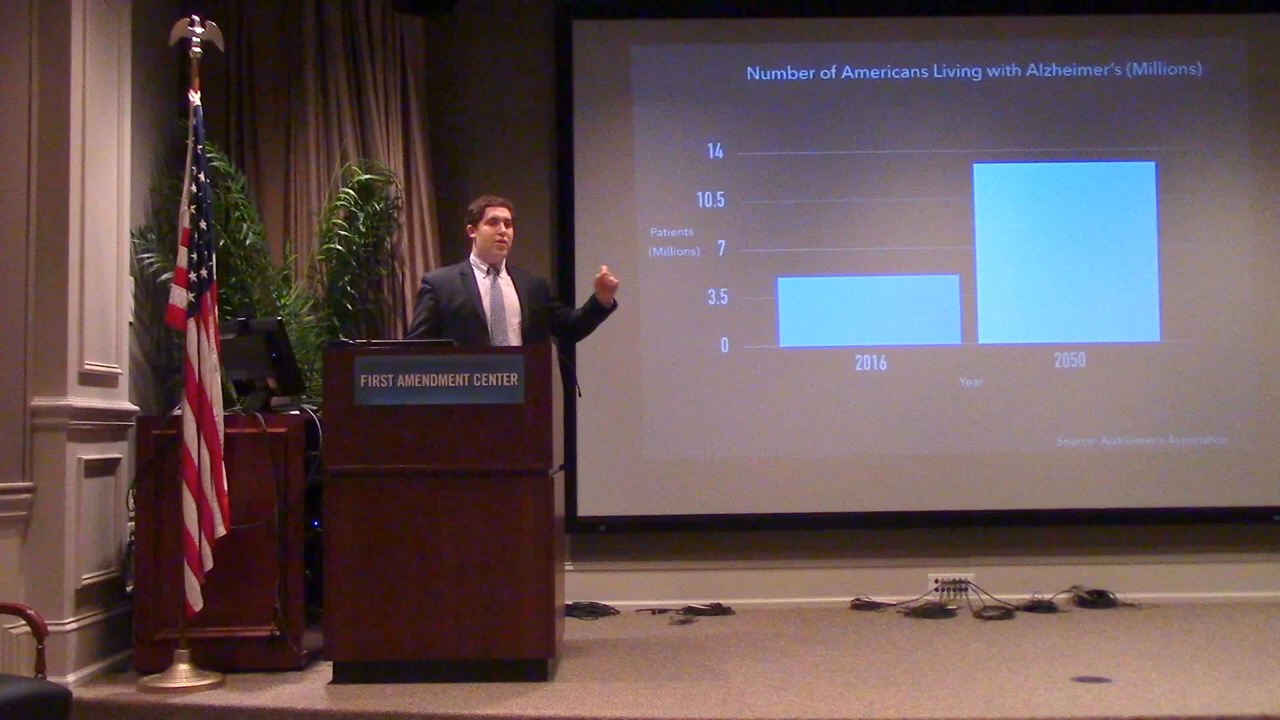 Number of Americans Living with Alzheimer's (Millions)
14
10.5
Patients
(Millions)
7
3.5
0
2016
2050
Year
Source: Alzheimer's Association
FIRST AMENDMENT CENTER